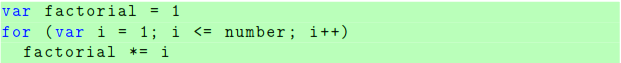 var factorial = 1
for (var i = 1; i <= number; i++)
  factorial *= i